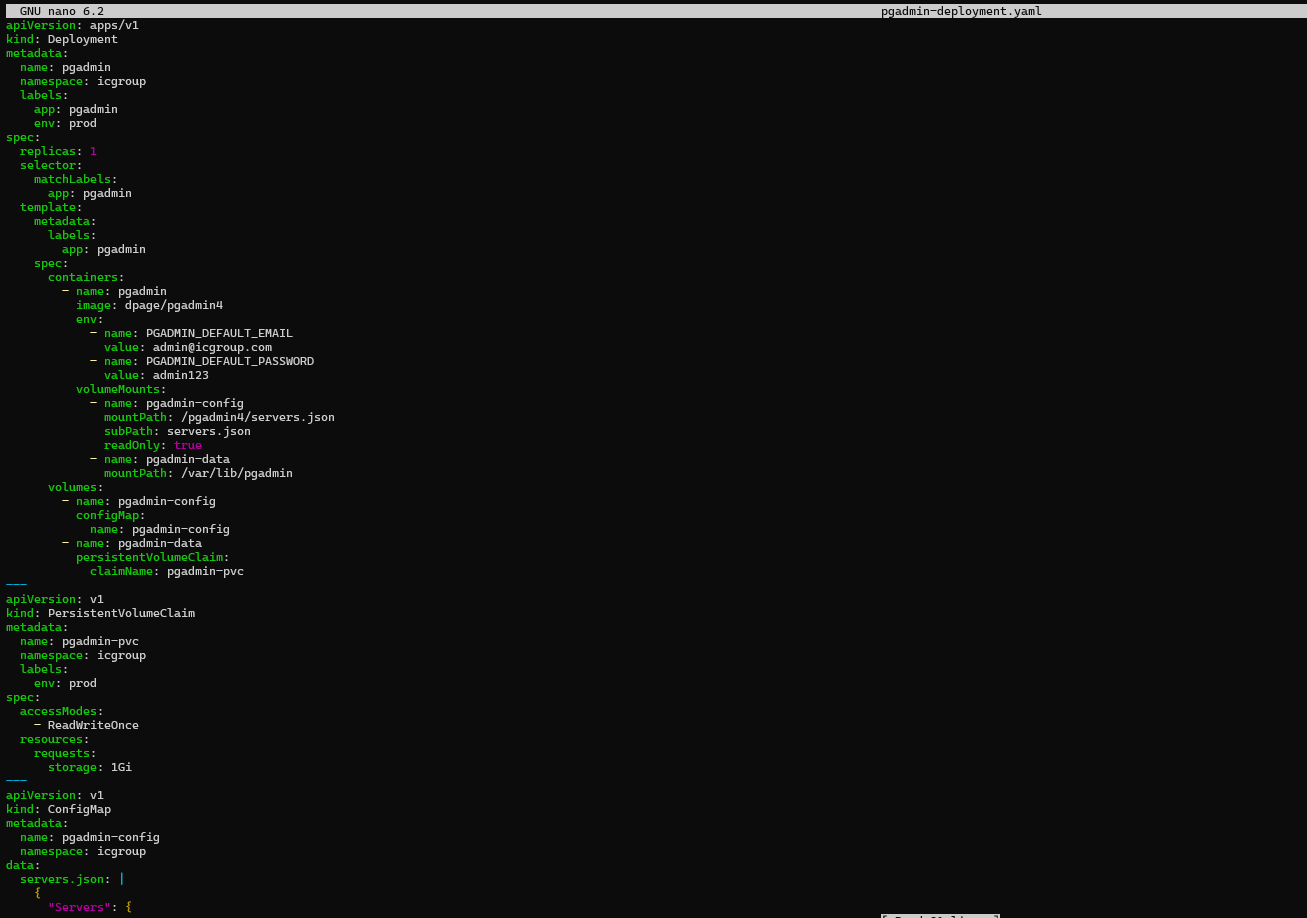 GNU nano 6.2 pgadmin-deployment.yaml
apiVersion: apps/v1
kind: Deployment
metadata:
  name: pgadmin
  namespace: icgroup
  labels:
    app: pgadmin
    env: prod
spec:
  replicas: 1
  selector:
    matchLabels:
      app: pgadmin
  template:
    metadata:
      labels:
        app: pgadmin
    spec:
      containers:
        - name: pgadmin
          image: dpage/pgadmin4
          env:
            - name: PGADMIN_DEFAULT_EMAIL
              value: admin@icgroup.com
            - name: PGADMIN_DEFAULT_PASSWORD
              value: admin123
          volumeMounts:
            - name: pgadmin-config
              mountPath: /pgadmin4/servers.json
              subPath: servers.json
              readOnly: true
            - name: pgadmin-data
              mountPath: /var/lib/pgadmin
      volumes:
        - name: pgadmin-config
          configMap:
            name: pgadmin-config
        - name: pgadmin-data
          persistentVolumeClaim:
            claimName: pgadmin-pvc
---
apiVersion: v1
kind: PersistentVolumeClaim
metadata:
  name: pgadmin-pvc
  namespace: icgroup
  labels:
    env: prod
spec:
  accessModes:
    - ReadWriteOnce
  resources:
    requests:
      storage: 1Gi
---
apiVersion: v1
kind: ConfigMap
metadata:
  name: pgadmin-config
  namespace: icgroup
data:
  servers.json: |
    {
      "Servers": {